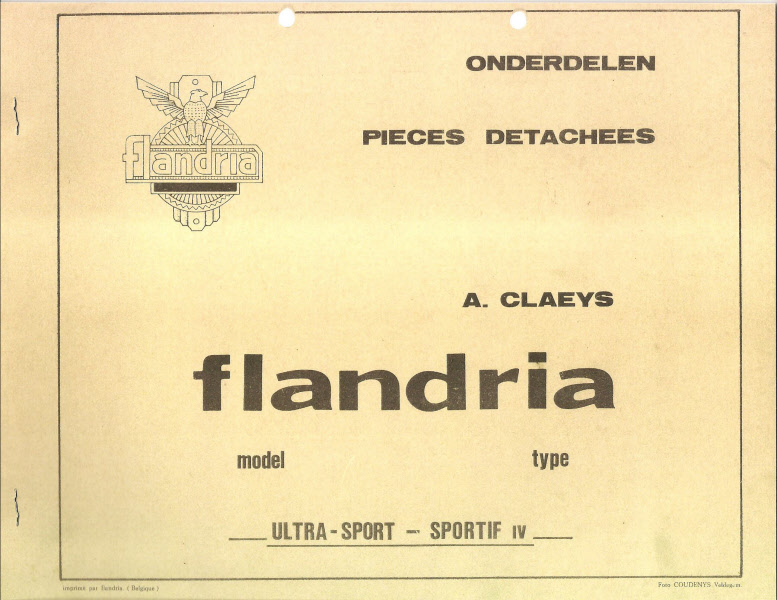 ONDERDELEN
PIECES DETACHEES
flandria
A. CLAEYS
flandria
model type
ULTRA-SPORT - SPORTIF IV
imprimé par flandria. ( Belgique )
Foto COUDENYS